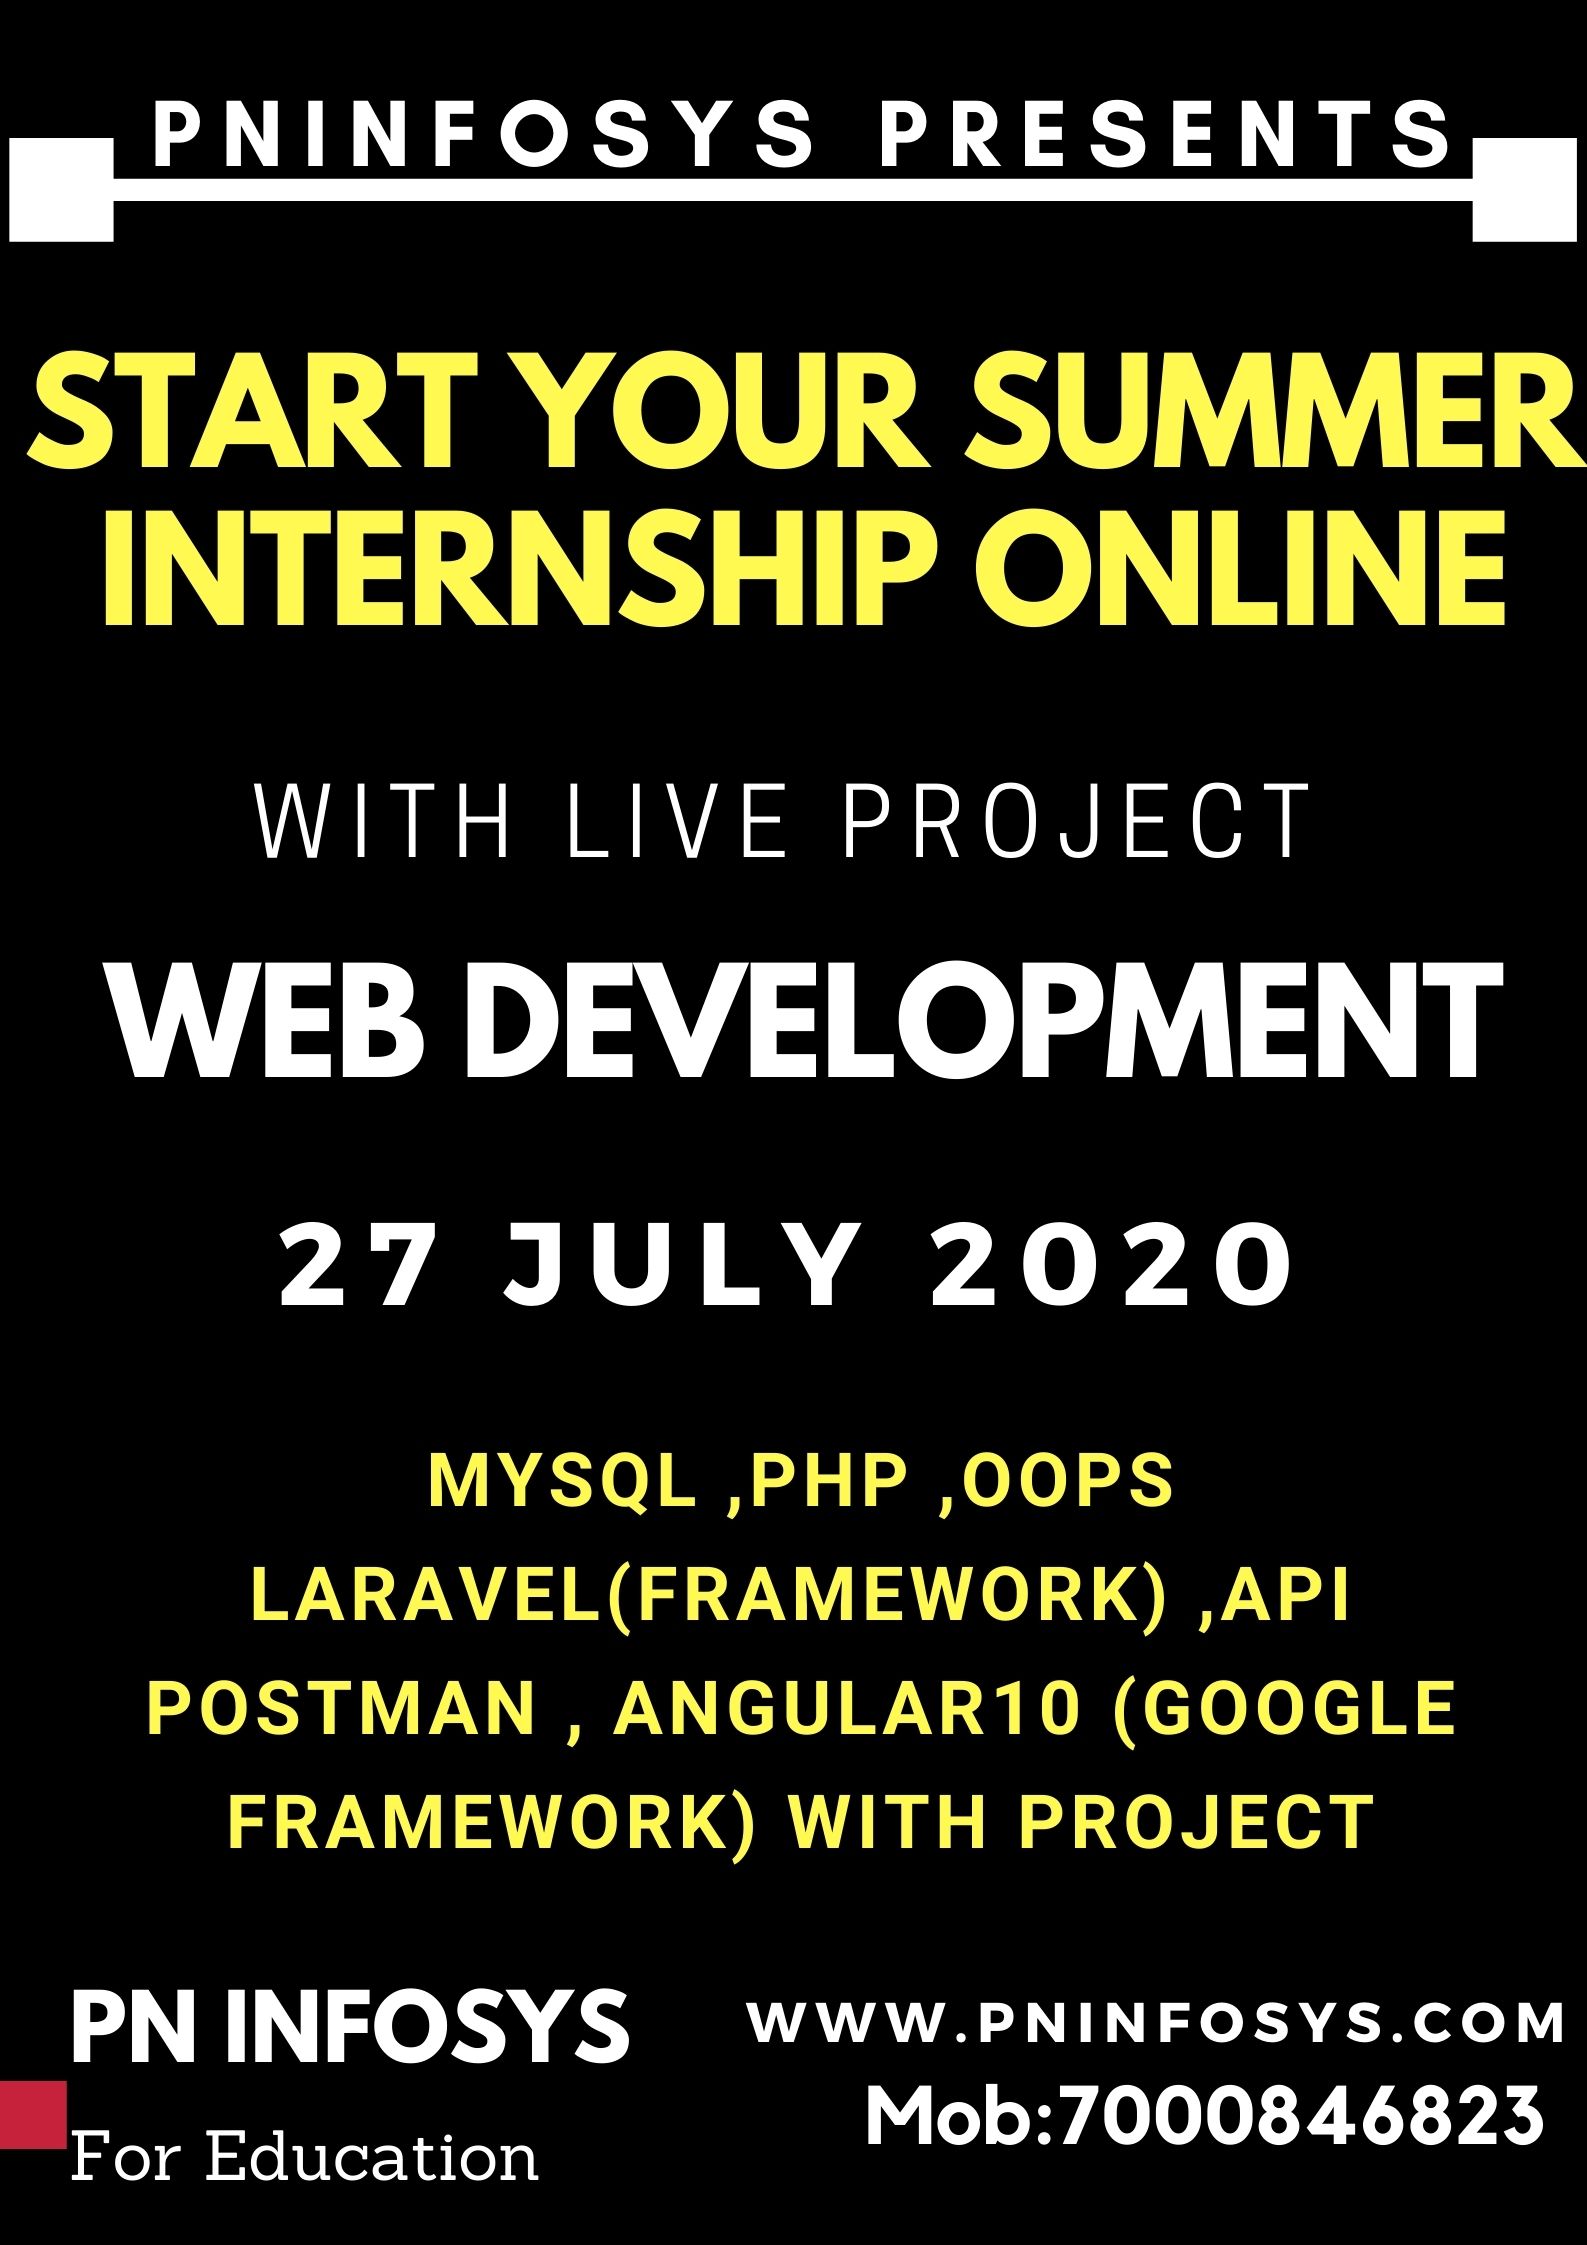 PNINFOSYS PRESENTS
START YOUR SUMMER
INTERNSHIP ONLINE
WITH LIVE PROJECT
WEB DEVELOPMENT
27 JULY 2020
MYSQL ,PHP ,OOPS
LARAVEL(FRAMEWORK) ,API
POSTMAN , ANGULAR10 (GOOGLE
FRAMEWORK) WITH PROJECT
PN INFOSYS
For Education
WWW.PNINFOSYS.COM
Mob:7000846823